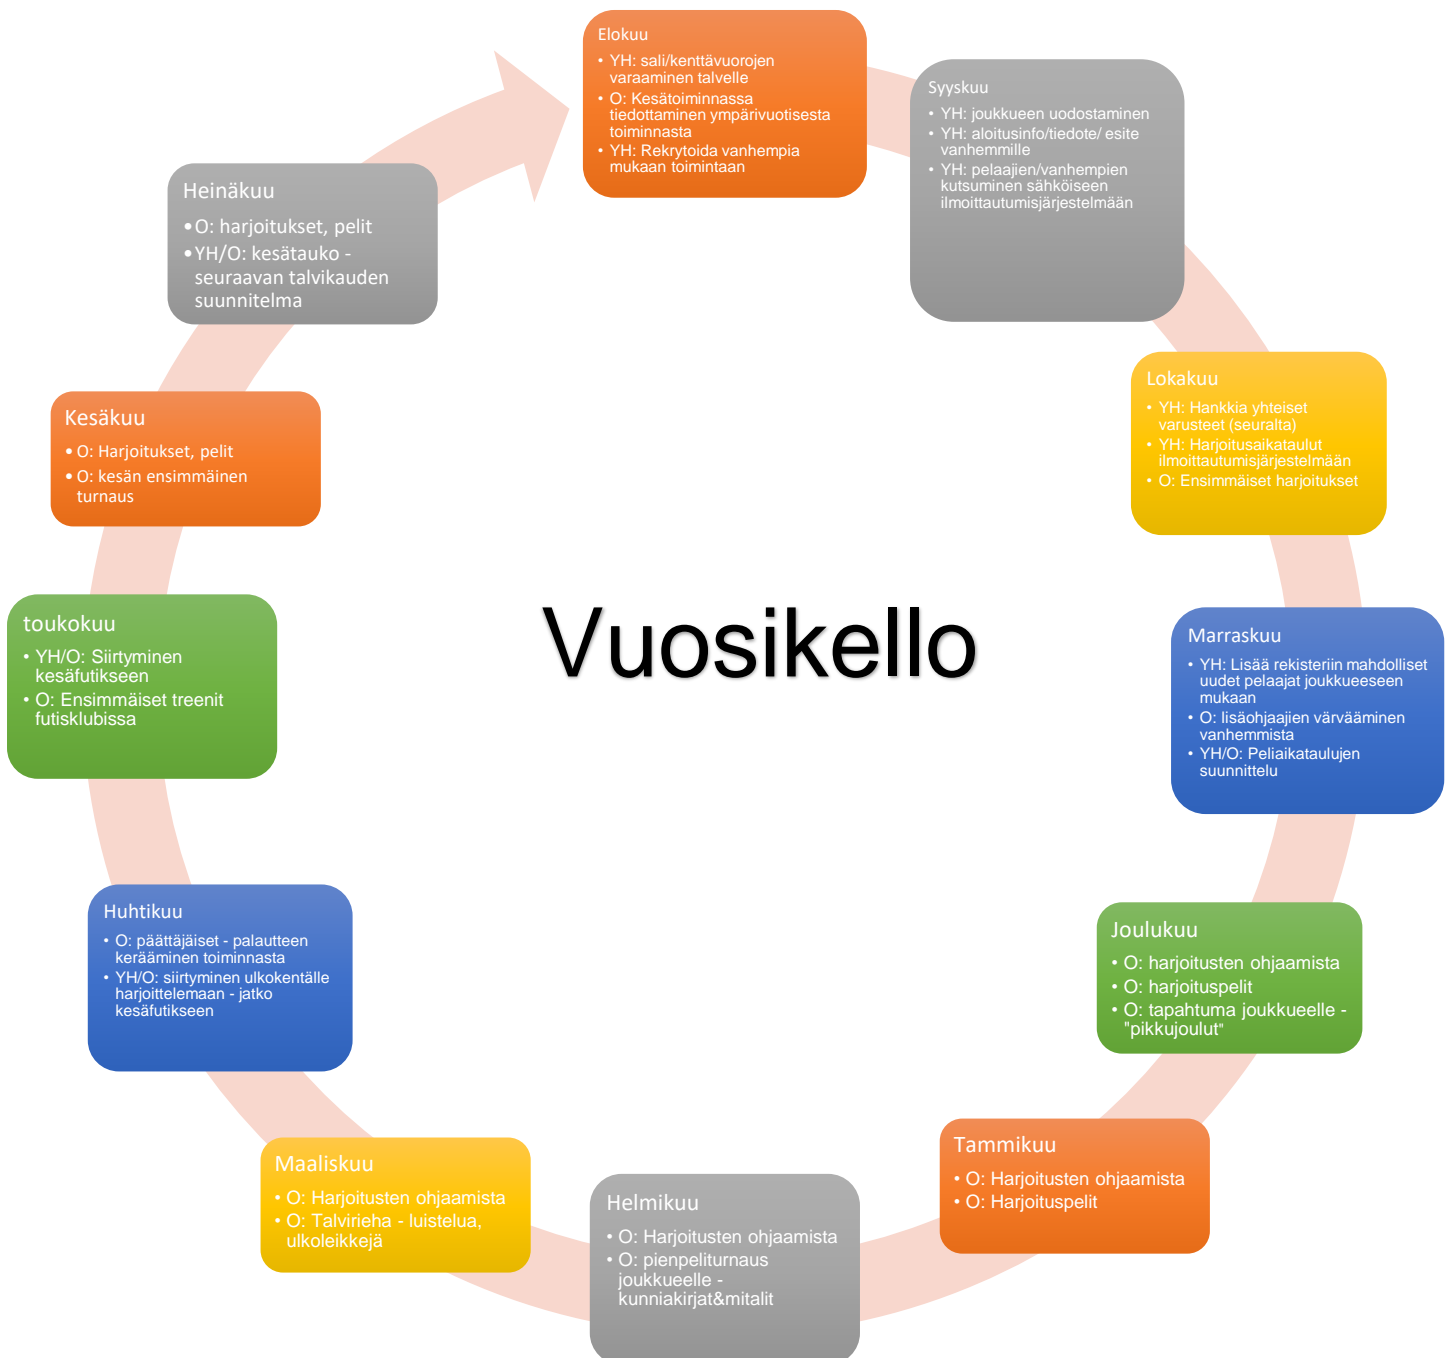 Elokuu
• YH: sali/kenttävuorojen
varaaminen talvelle
• O: Kesätoiminnassa
tiedottaminen ympärivuotisesta
toiminnasta
• YH: Rekrytoida vanhempia
mukaan toimintaan
Syyskuu
• YH: joukkueen uodostaminen
• YH: aloitusinfo/tiedote/ esite
vanhemmille
• YH: pelaajien/vanhempien
kutsuminen sähköiseen
ilmoittautumisjärjestelmään
Lokakuu
• YH: Hankkia yhteiset
varusteet (seuralta)
• YH: Harjoitusaikataulut
ilmoittautumisjärjestelmään
• O: Ensimmäiset harjoitukset
Marraskuu
• YH: Lisää rekisteriin mahdolliset
uudet pelaajat joukkueeseen
mukaan
• O: lisäohjaajien värvääminen
vanhemmista
• YH/O: Peliaikataulujen
suunnittelu
Joulukuu
• O: harjoitusten ohjaamista
• O: harjoituspelit
• O: tapahtuma joukkueelle -
"pikkujoulut"
Tammikuu
• O: Harjoitusten ohjaamista
• O: Harjoituspelit
Helmikuu
• O: Harjoitusten ohjaamista
• O: pienpeliturnaus
joukkueelle -
kunniakirjat&mitalit
Maaliskuu
• O: Harjoitusten ohjaamista
• O: Talvirieha - luistelua,
ulkoleikkejä
Huhtikuu
• O: päättäjäiset - palautteen
kerääminen toiminnasta
• YH/O: siirtyminen ulkokentälle
harjoittelemaan - jatko
kesäfutikseen
toukokuu
• YH/O: Siirtyminen
kesäfutikseen
• O: Ensimmäiset treenit
futisklubissa
Kesäkuu
• O: Harjoitukset, pelit
• O: kesän ensimmäinen
turnaus
Heinäkuu
• O: harjoitukset, pelit
• YH/O: kesätauko -
seuraavan talvikauden
suunnitelma
Vuosikello